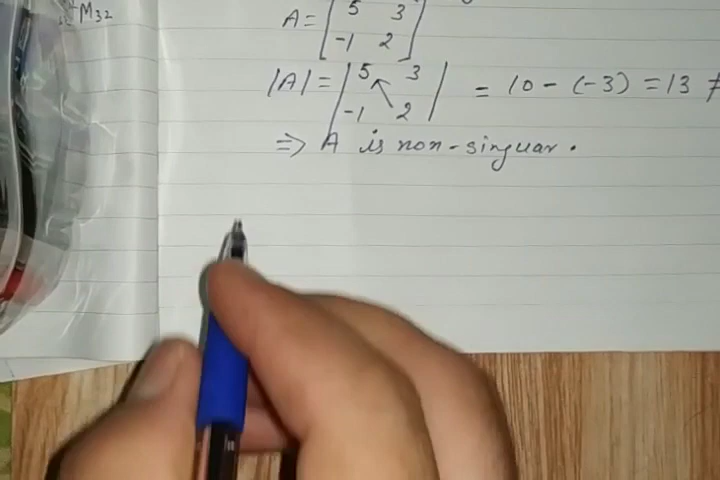 +M32
A = [ 5 3
-1 2 ]
|A| = | 5 3
-1 2 | = 10 - (-3) = 13 ≠
⇒ A is non-singuar.